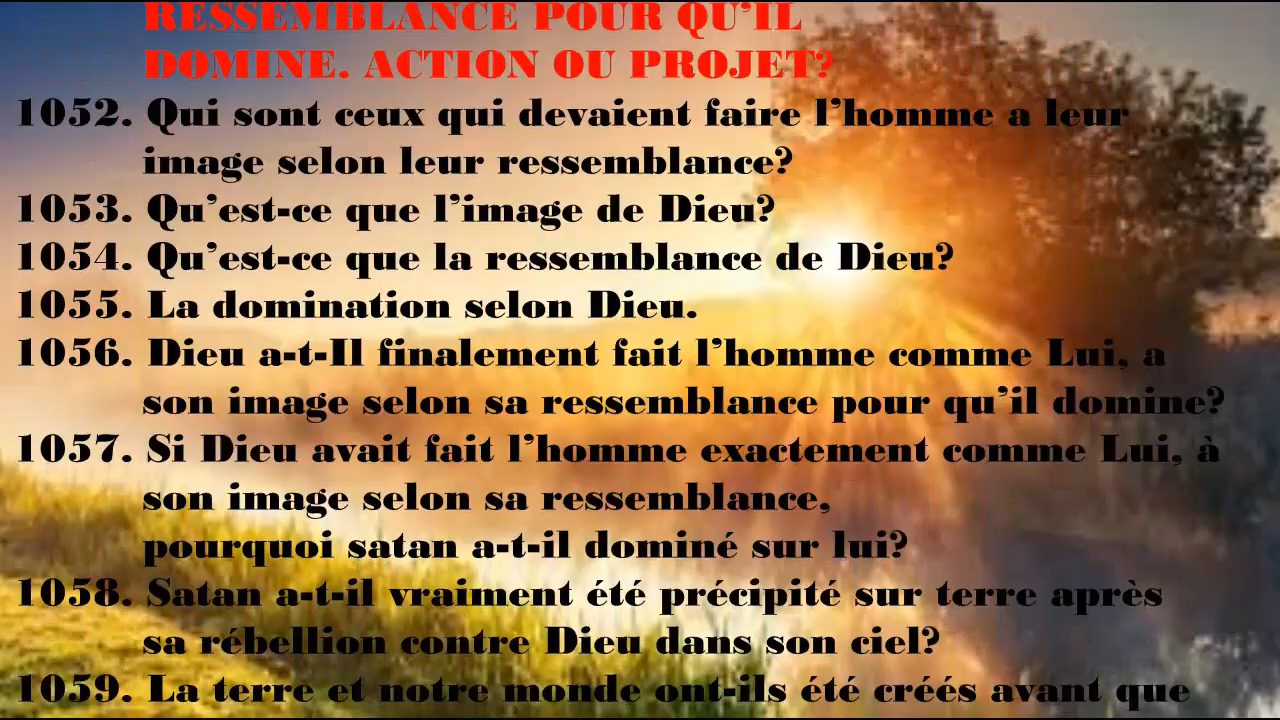 RESSEMBLANCE POUR QU’IL
DOMINE. ACTION OU PROJET?
1052. Qui sont ceux qui devaient faire l’homme a leur
image selon leur ressemblance?
1053. Qu’est-ce que l’image de Dieu?
1054. Qu’est-ce que la ressemblance de Dieu?
1055. La domination selon Dieu.
1056. Dieu a-t-Il finalement fait l’homme comme Lui, a
son image selon sa ressemblance pour qu’il domine?
1057. Si Dieu avait fait l’homme exactement comme Lui, à
son image selon sa ressemblance,
pourquoi satan a-t-il dominé sur lui?
1058. Satan a-t-il vraiment été précipité sur terre après
sa rébellion contre Dieu dans son ciel?
1059. La terre et notre monde ont-ils été créés avant que